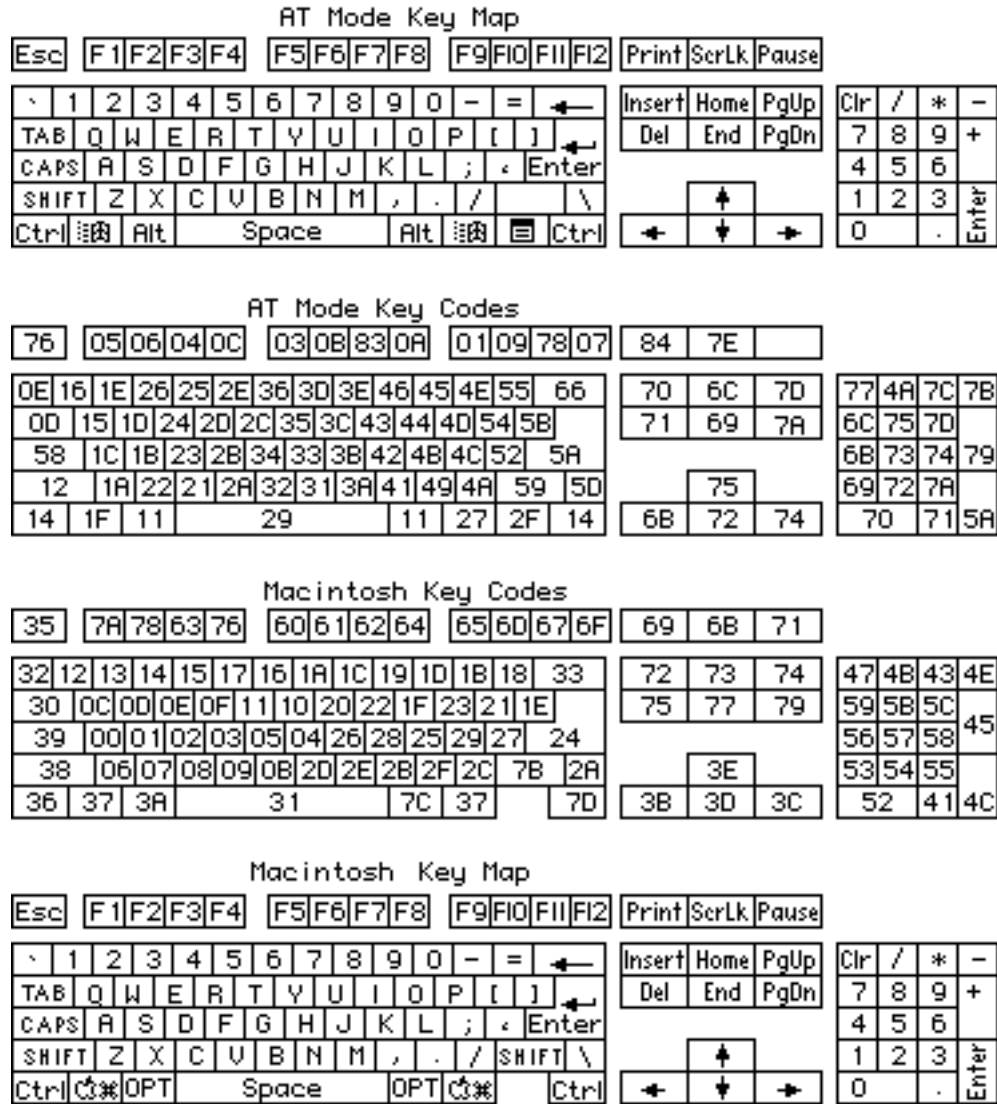 AT Mode Key Map
Esc F1 F2 F3 F4 F5 F6 F7 F8 F9 F10 F11 F12 Print ScrLk Pause
` 1 2 3 4 5 6 7 8 9 0 - = Insert Home PgUp Clr / * -
TAB Q W E R T Y U I O P [ ] Del End PgDn 7 8 9 +
CAPS A S D F G H J K L ; ' Enter 4 5 6
SHIFT Z X C V B N M , . / \ 1 2 3 Enter
Ctrl Alt Space Alt Ctrl 0 .
AT Mode Key Codes
76 05 06 04 0C 03 0B 83 0A 01 09 78 07 84 7E
0E 16 1E 26 25 2E 36 3D 3E 46 45 4E 55 66 70 6C 7D 77 4A 7C 7B
0D 15 1D 24 2D 2C 35 3C 43 44 4D 54 5B 71 69 7A 6C 75 7D
58 1C 1B 23 2B 34 33 3B 42 4B 4C 52 5A 6B 73 74 79
12 1A 22 21 2A 32 31 3A 41 49 4A 59 5D 75 69 72 7A
14 1F 11 29 11 27 2F 14 6B 72 74 70 71 5A
Macintosh Key Codes
35 7A 78 63 76 60 61 62 64 65 6D 67 6F 69 6B 71
32 12 13 14 15 17 16 1A 1C 19 1D 1B 18 33 72 73 74 47 4B 43 4E
30 0C 0D 0E 0F 11 10 20 22 1F 23 21 1E 75 77 79 59 5B 5C 45
39 00 01 02 03 05 04 26 28 25 29 27 24 56 57 58
38 06 07 08 09 0B 2D 2E 2B 2F 2C 7B 2A 3E 53 54 55
36 37 3A 31 7C 37 7D 3B 3D 3C 52 41 4C
Macintosh Key Map
Esc F1 F2 F3 F4 F5 F6 F7 F8 F9 F10 F11 F12 Print ScrLk Pause
` 1 2 3 4 5 6 7 8 9 0 - = Insert Home PgUp Clr / * -
TAB Q W E R T Y U I O P [ ] Del End PgDn 7 8 9 +
CAPS A S D F G H J K L ; ' Enter 4 5 6
SHIFT Z X C V B N M , . / SHIFT \ 1 2 3 Enter
Ctrl ⌘ OPT Space OPT ⌘ Ctrl 0 .